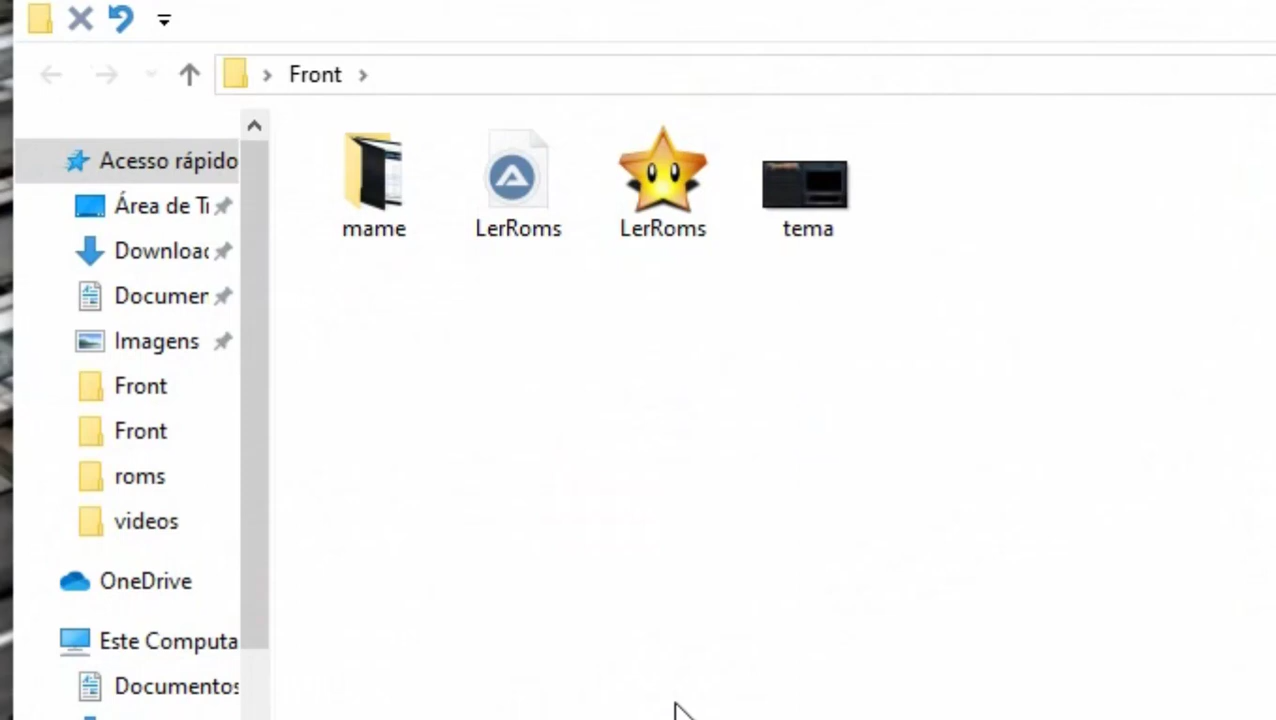 Front
Acesso rápido
mame
LerRoms
LerRoms
tema
Área de Tı
Downloac
Documer
Imagens
Front
Front
roms
videos
OneDrive
Este Computa
Documentos